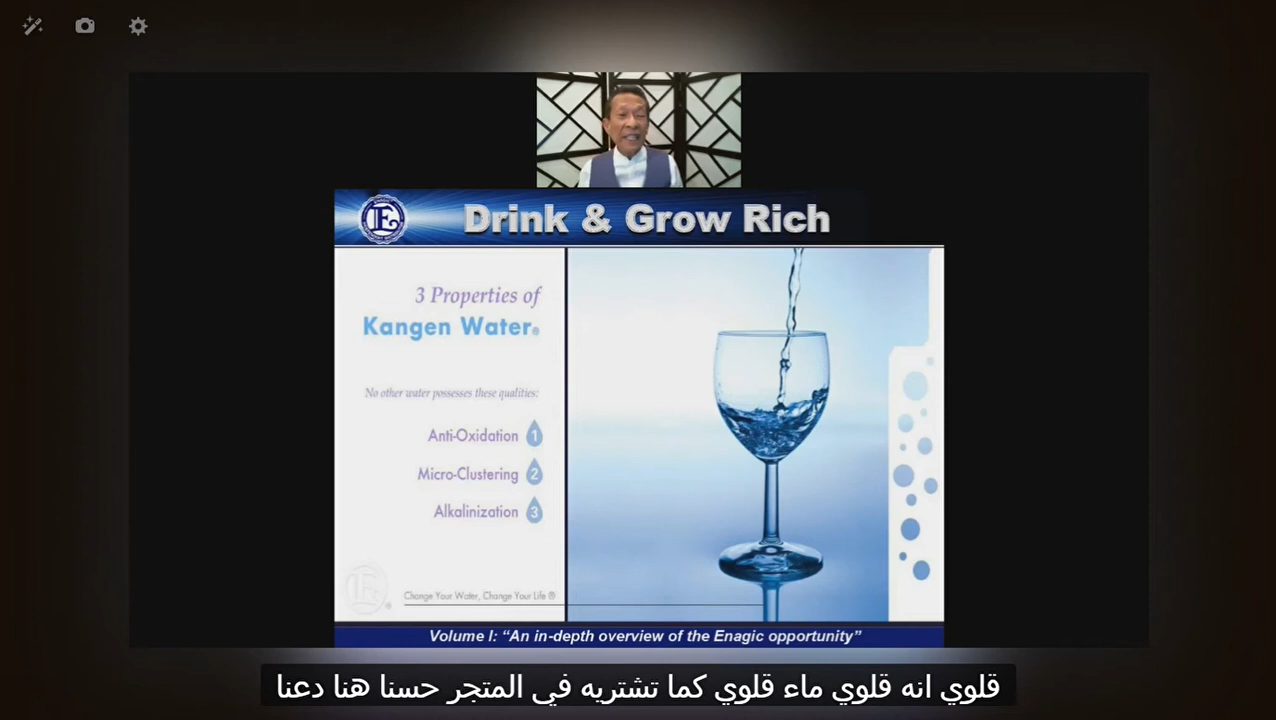 Drink & Grow Rich
3 Properties of
Kangen Water®
No other water possesses these qualities:
Anti-Oxidation 1
Micro-Clustering 2
Alkalinization 3
Change Your Water, Change Your Life ®
Volume I: “An in-depth overview of the Enagic opportunity”
قلوي انه قلوي ماء قلوي كما تشتريه في المتجر حسنا هنا دعنا